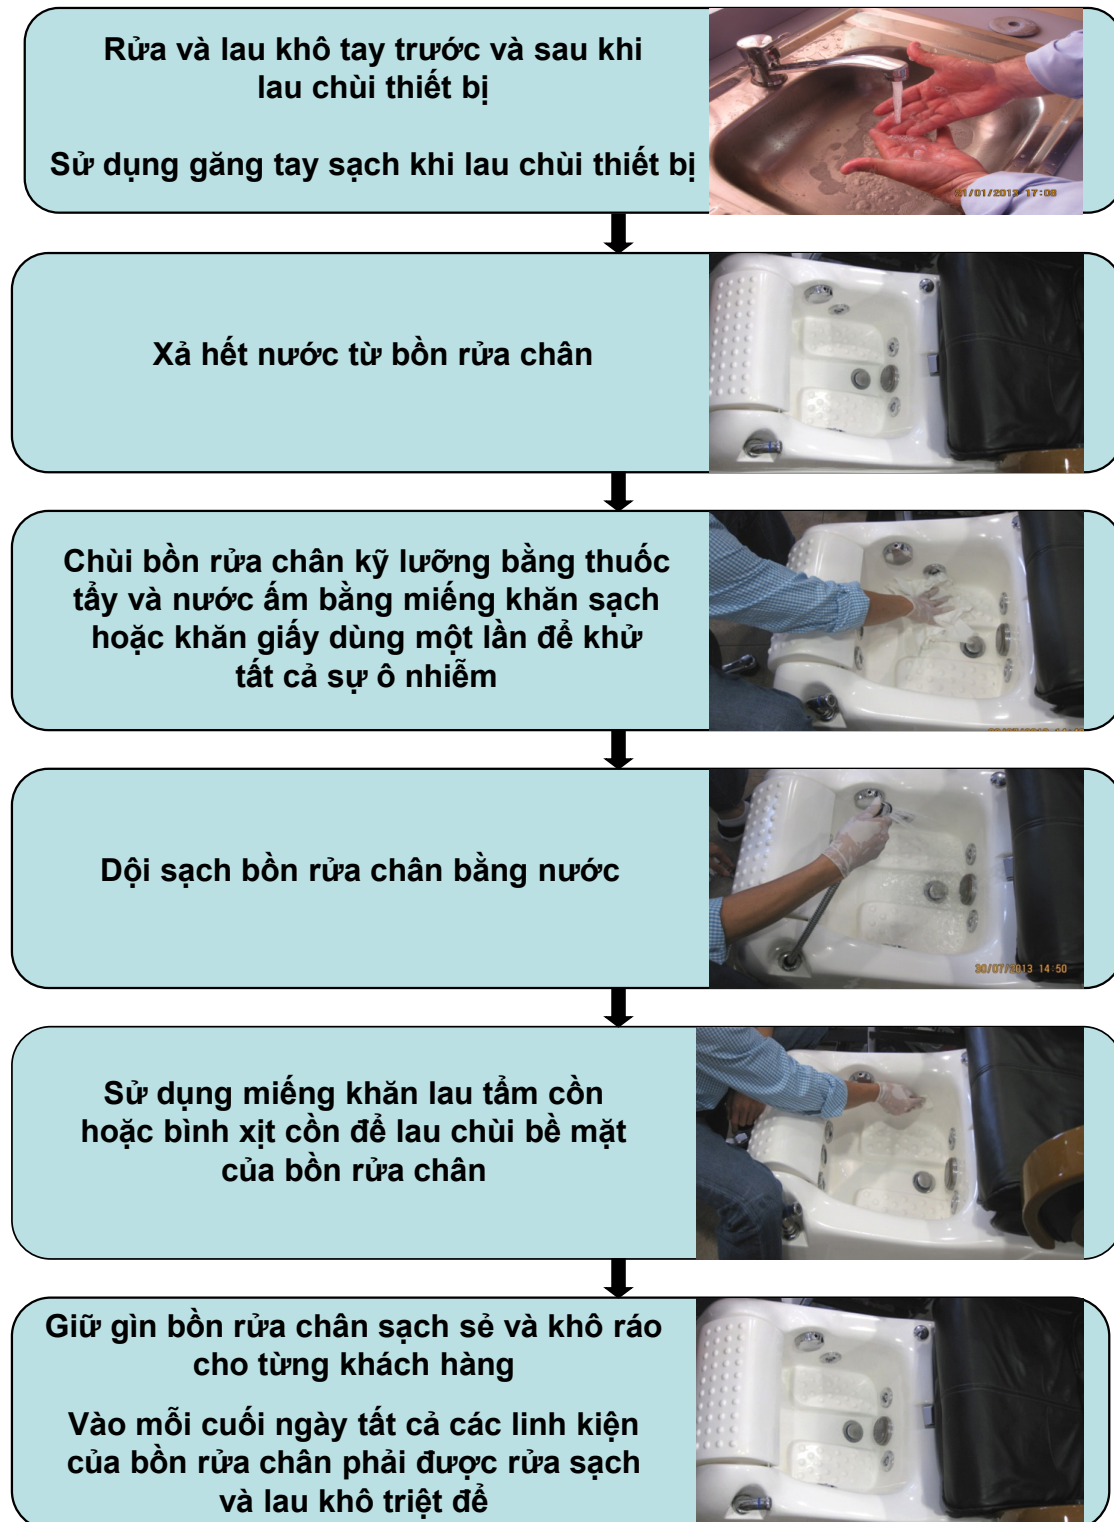 Rửa và lau khô tay trước và sau khi
lau chùi thiết bị
Sử dụng găng tay sạch khi lau chùi thiết bị
Xả hết nước từ bồn rửa chân
Chùi bồn rửa chân kỹ lưỡng bằng thuốc
tẩy và nước ấm bằng miếng khăn sạch
hoặc khăn giấy dùng một lần để khử
tất cả sự ô nhiễm
Dội sạch bồn rửa chân bằng nước
30/07/2013 14:50
Sử dụng miếng khăn lau tẩm cồn
hoặc bình xịt cồn để lau chùi bề mặt
của bồn rửa chân
Giữ gìn bồn rửa chân sạch sẻ và khô ráo
cho từng khách hàng
Vào mỗi cuối ngày tất cả các linh kiện
của bồn rửa chân phải được rửa sạch
và lau khô triệt để